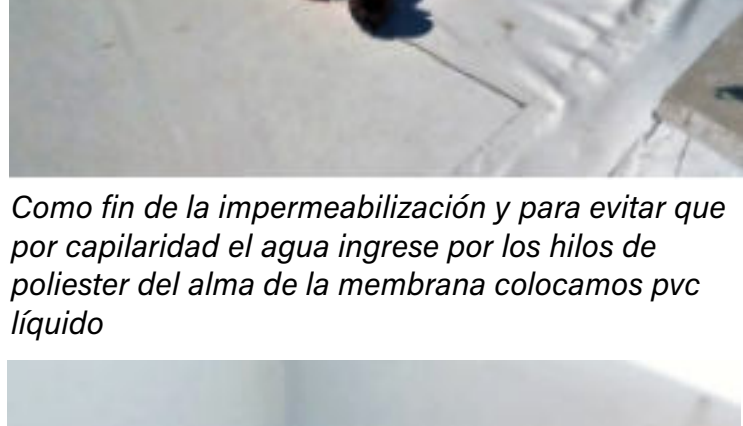 Como fin de la impermeabilización y para evitar que
por capilaridad el agua ingrese por los hilos de
poliester del alma de la membrana colocamos pvc
líquido